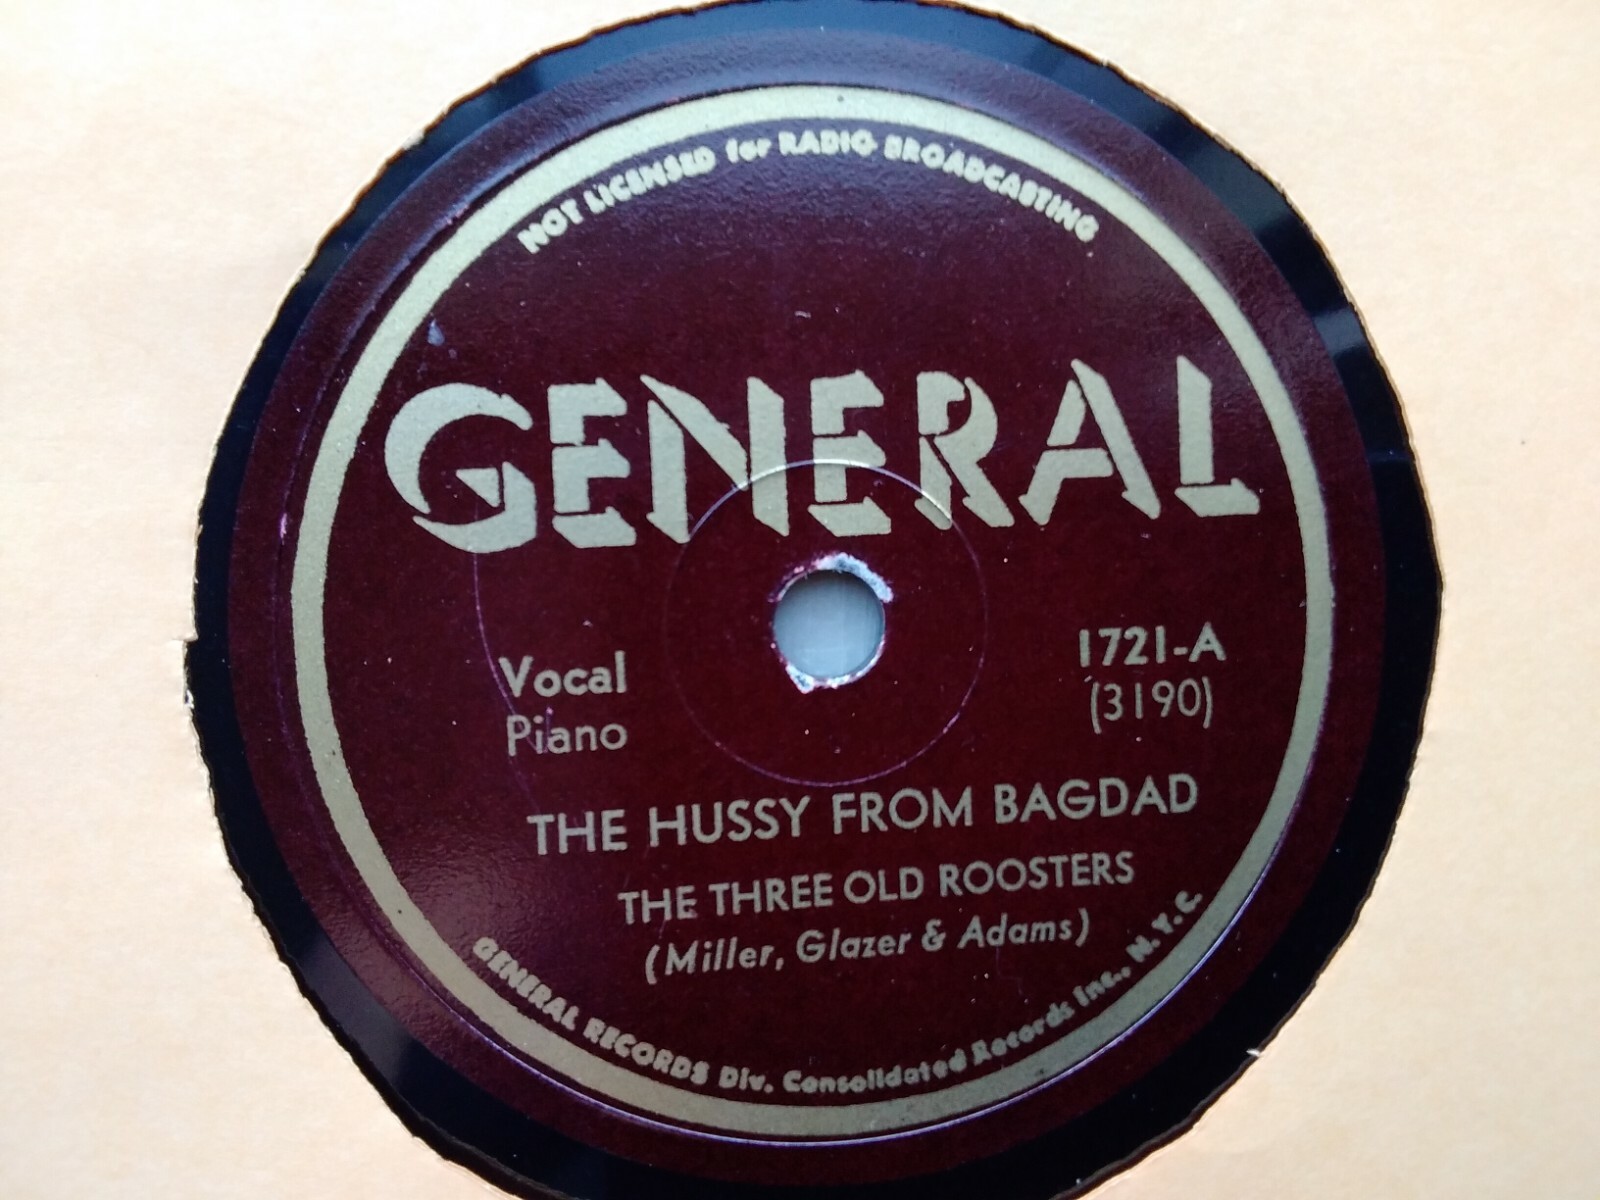 NOT LICENSED for RADIO BROADCASTING
GENERAL
Vocal
Piano
1721-A
(3190)
THE HUSSY FROM BAGDAD
THE THREE OLD ROOSTERS
(Miller, Glazer & Adams)
GENERAL RECORDS Div. Consolidated Records Inc., N.Y.C.